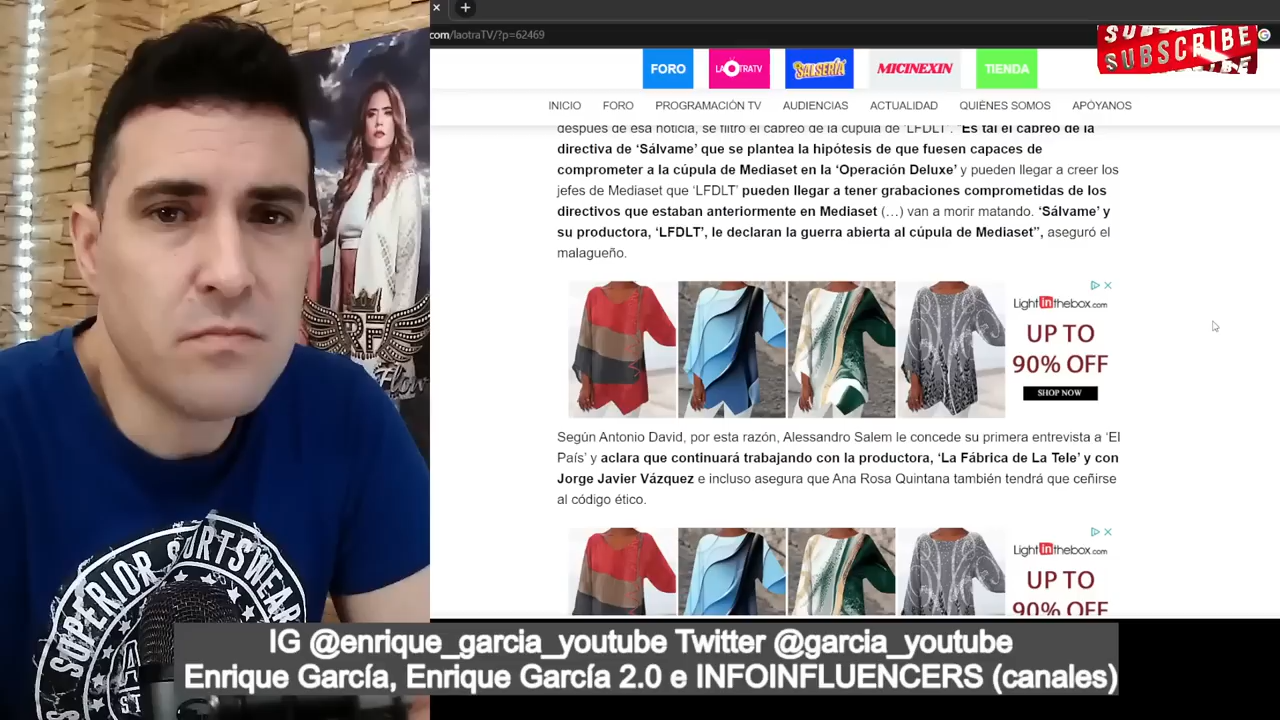 com/laotraTV/?p=62469
SUBSCRIBE
FORO
LAOTRATV
SALSERÍA
MICINEXIN
TIENDA
INICIO FORO PROGRAMACIÓN TV AUDIENCIAS ACTUALIDAD QUIÉNES SOMOS APÓYANOS
después de esa noticia, se filtró el cabreo de la cúpula de 'LFDLT'. "Es tal el cabreo de la
directiva de 'Sálvame' que se plantea la hipótesis de que fuesen capaces de
comprometer a la cúpula de Mediaset en la 'Operación Deluxe' y pueden llegar a creer los
jefes de Mediaset que 'LFDLT' pueden llegar a tener grabaciones comprometidas de los
directivos que estaban anteriormente en Mediaset (…) van a morir matando. 'Sálvame' y
su productora, 'LFDLT', le declaran la guerra abierta al cúpula de Mediaset", aseguró el
malagueño.
LightInthebox.com
UP TO
90% OFF
SHOP NOW
Según Antonio David, por esta razón, Alessandro Salem le concede su primera entrevista a 'El
País' y aclara que continuará trabajando con la productora, 'La Fábrica de La Tele' y con
Jorge Javier Vázquez e incluso asegura que Ana Rosa Quintana también tendrá que ceñirse
al código ético.
LightInthebox.com
UP TO
90% OFF
RF
Flow
SUPERIOR SPORTSWEAR
IG @enrique_garcia_youtube Twitter @garcia_youtube
Enrique García, Enrique García 2.0 e INFOINFLUENCERS (canales)